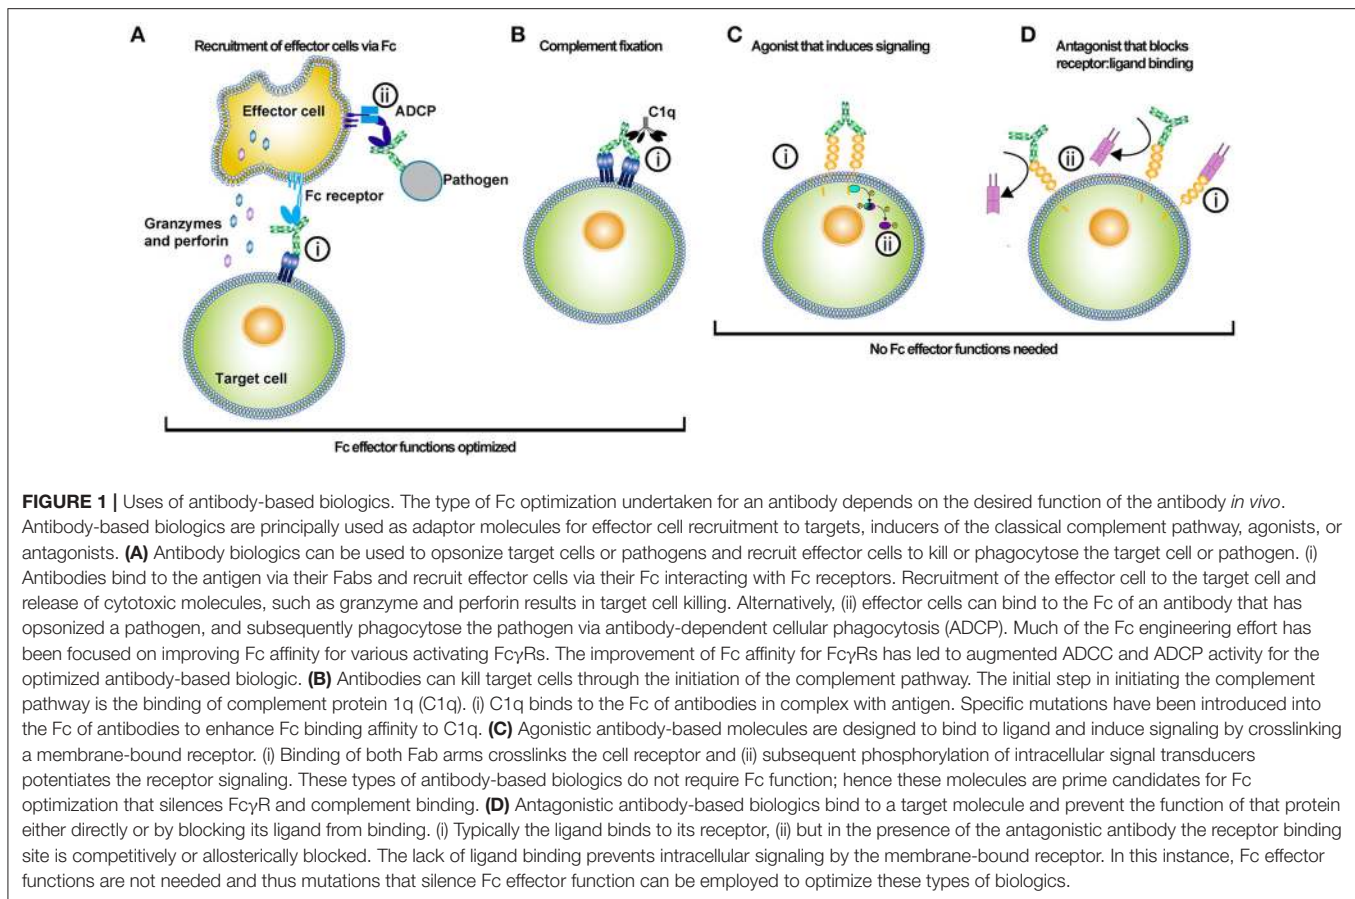 A
Recruitment of effector cells via Fc
Effector cell
ii
ADCP
Pathogen
Fc receptor
Granzymes
and perforin
i
Target cell
B
Complement fixation
C1q
i
C
Agonist that induces signaling
i
ii
D
Antagonist that blocks
receptor:ligand binding
ii
i
Fc effector functions optimized
No Fc effector functions needed
FIGURE 1 | Uses of antibody-based biologics. The type of Fc optimization undertaken for an antibody depends on the desired function of the antibody in vivo.
Antibody-based biologics are principally used as adaptor molecules for effector cell recruitment to targets, inducers of the classical complement pathway, agonists, or
antagonists. (A) Antibody biologics can be used to opsonize target cells or pathogens and recruit effector cells to kill or phagocytose the target cell or pathogen. (i)
Antibodies bind to the antigen via their Fabs and recruit effector cells via their Fc interacting with Fc receptors. Recruitment of the effector cell to the target cell and
release of cytotoxic molecules, such as granzyme and perforin results in target cell killing. Alternatively, (ii) effector cells can bind to the Fc of an antibody that has
opsonized a pathogen, and subsequently phagocytose the pathogen via antibody-dependent cellular phagocytosis (ADCP). Much of the Fc engineering effort has
been focused on improving Fc affinity for various activating FcγRs. The improvement of Fc affinity for FcγRs has led to augmented ADCC and ADCP activity for the
optimized antibody-based biologic. (B) Antibodies can kill target cells through the initiation of the complement pathway. The initial step in initiating the complement
pathway is the binding of complement protein 1q (C1q). (i) C1q binds to the Fc of antibodies in complex with antigen. Specific mutations have been introduced into
the Fc of antibodies to enhance Fc binding affinity to C1q. (C) Agonistic antibody-based molecules are designed to bind to ligand and induce signaling by crosslinking
a membrane-bound receptor. (i) Binding of both Fab arms crosslinks the cell receptor and (ii) subsequent phosphorylation of intracellular signal transducers
potentiates the receptor signaling. These types of antibody-based biologics do not require Fc function; hence these molecules are prime candidates for Fc
optimization that silences FcγR and complement binding. (D) Antagonistic antibody-based biologics bind to a target molecule and prevent the function of that protein
either directly or by blocking its ligand from binding. (i) Typically the ligand binds to its receptor, (ii) but in the presence of the antagonistic antibody the receptor binding
site is competitively or allosterically blocked. The lack of ligand binding prevents intracellular signaling by the membrane-bound receptor. In this instance, Fc effector
functions are not needed and thus mutations that silence Fc effector function can be employed to optimize these types of biologics.